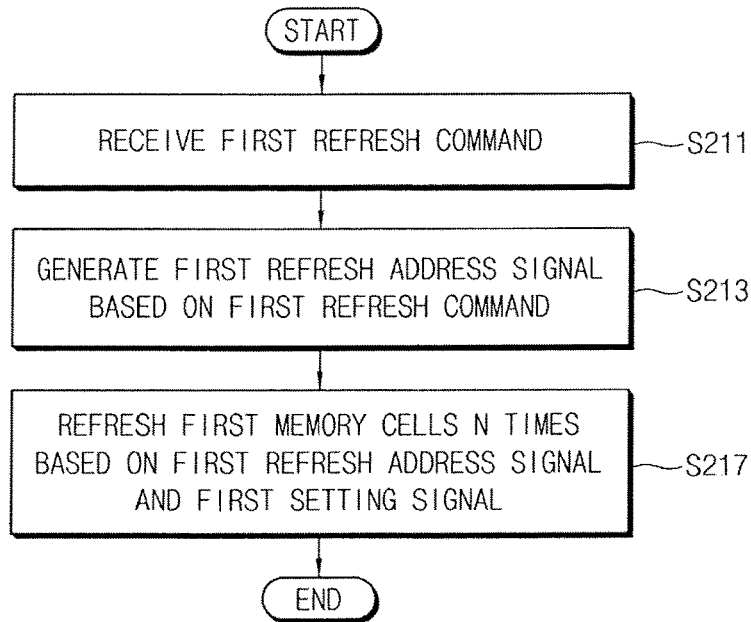 START
RECEIVE FIRST REFRESH COMMAND
S211
GENERATE FIRST REFRESH ADDRESS SIGNAL
BASED ON FIRST REFRESH COMMAND
S213
REFRESH FIRST MEMORY CELLS N TIMES
BASED ON FIRST REFRESH ADDRESS SIGNAL
AND FIRST SETTING SIGNAL
S217
END